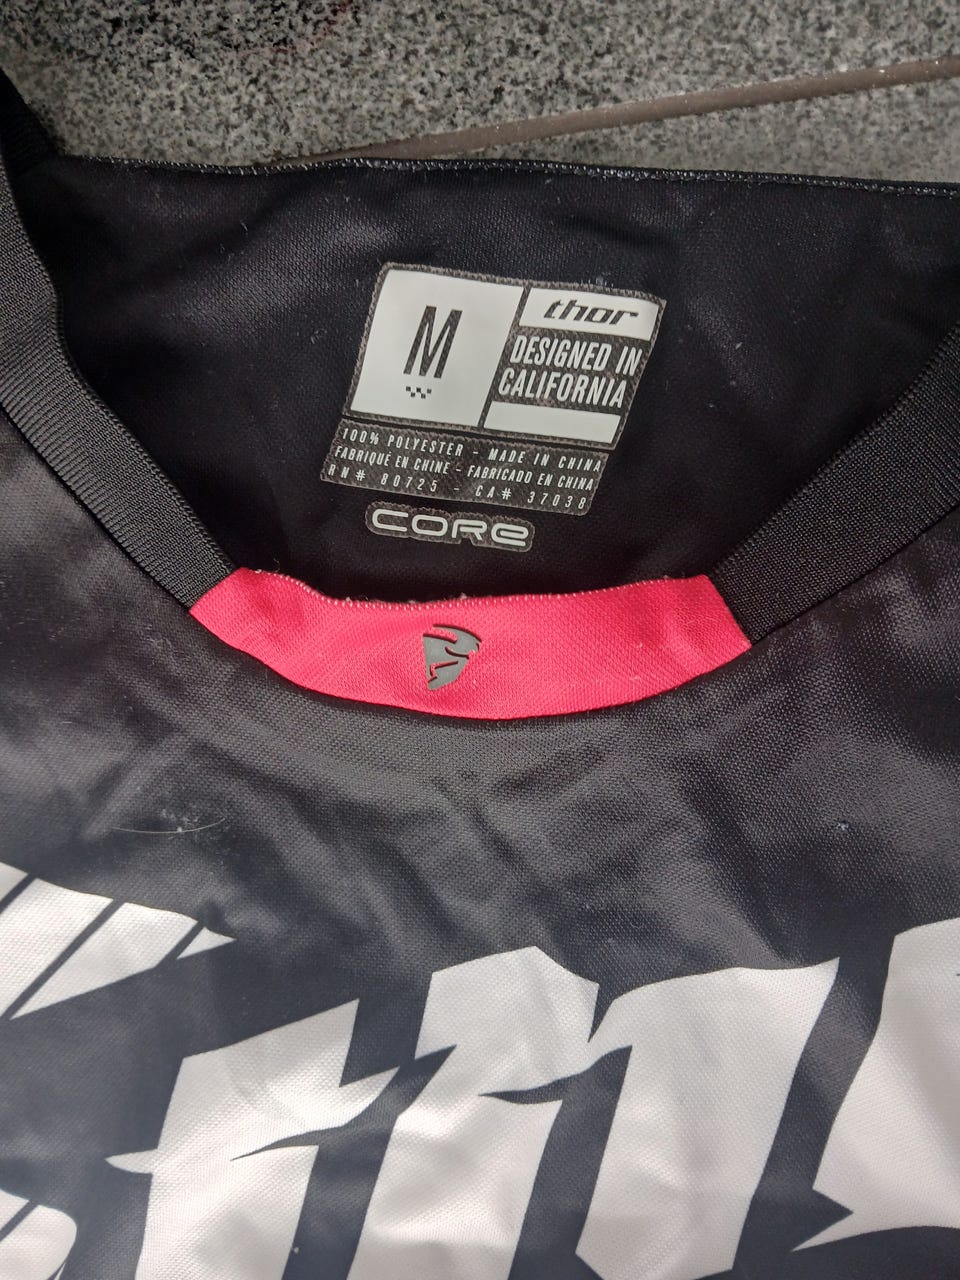 M
thor
DESIGNED IN
CALIFORNIA
100% POLYESTER - MADE IN CHINA
FABRIQUÉ EN CHINE - FABRICADO EN CHINA
RN# 80725 - CA# 37038
CORE